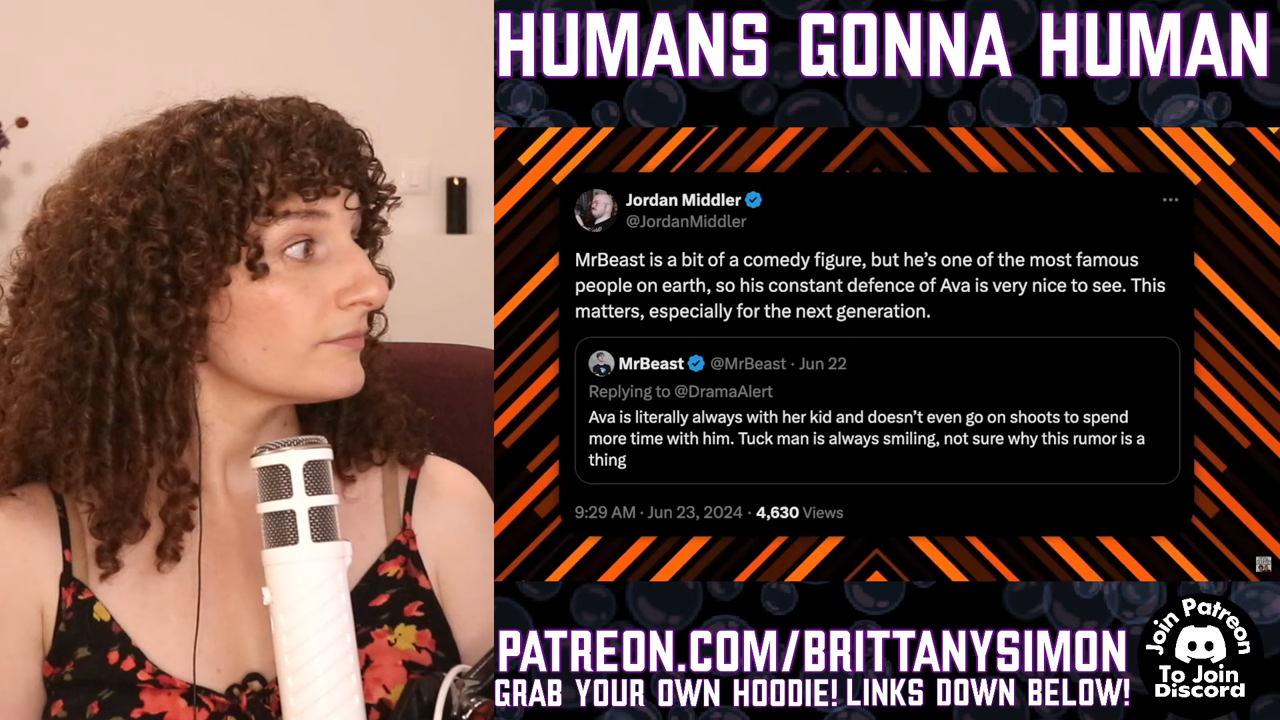 HUMANS GONNA HUMAN
Jordan Middler
@JordanMiddler
MrBeast is a bit of a comedy figure, but he’s one of the most famous
people on earth, so his constant defence of Ava is very nice to see. This
matters, especially for the next generation.
MrBeast @MrBeast · Jun 22
Replying to @DramaAlert
Ava is literally always with her kid and doesn’t even go on shoots to spend
more time with him. Tuck man is always smiling, not sure why this rumor is a
thing
9:29 AM · Jun 23, 2024 · 4,630 Views
PATREON.COM/BRITTANYSIMON
GRAB YOUR OWN HOODIE! LINKS DOWN BELOW!
Join Patreon
To Join
Discord